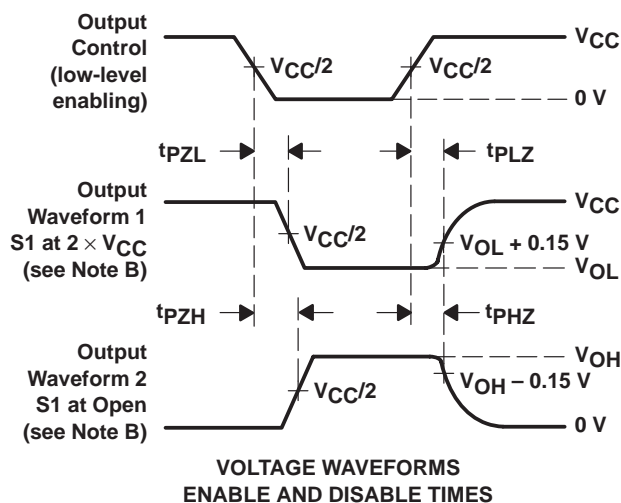 Output
Control
(low-level
enabling)
VCC/2
VCC/2
VCC
0 V
tPZL
tPLZ
Output
Waveform 1
S1 at 2 × VCC
(see Note B)
VCC/2
VCC
VOL + 0.15 V
VOL
tPZH
tPHZ
Output
Waveform 2
S1 at Open
(see Note B)
VCC/2
VOH
VOH – 0.15 V
0 V
VOLTAGE WAVEFORMS
ENABLE AND DISABLE TIMES